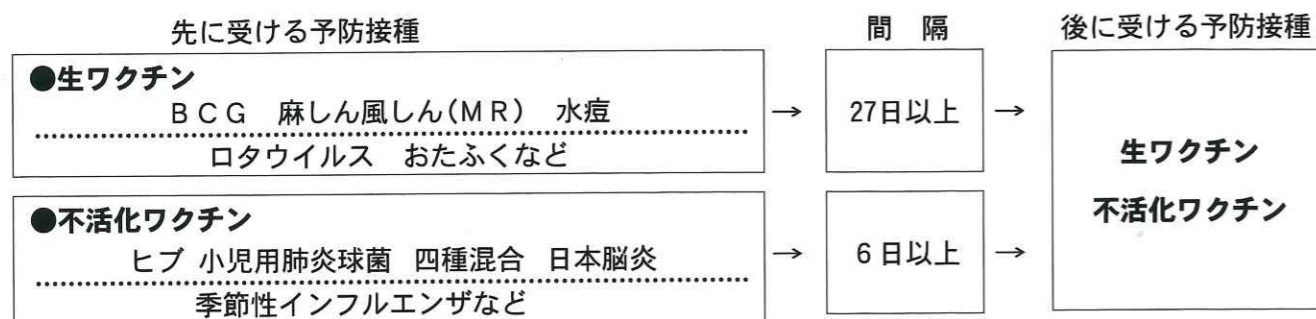 先に受ける予防接種
間　隔
後に受ける予防接種
●生ワクチン
ＢＣＧ　麻しん風しん(ＭＲ)　水痘
ロタウイルス　おたふくなど
→
27日以上
→
●不活化ワクチン
ヒブ　小児用肺炎球菌　四種混合　日本脳炎
季節性インフルエンザなど
→
６日以上
→
生ワクチン
不活化ワクチン